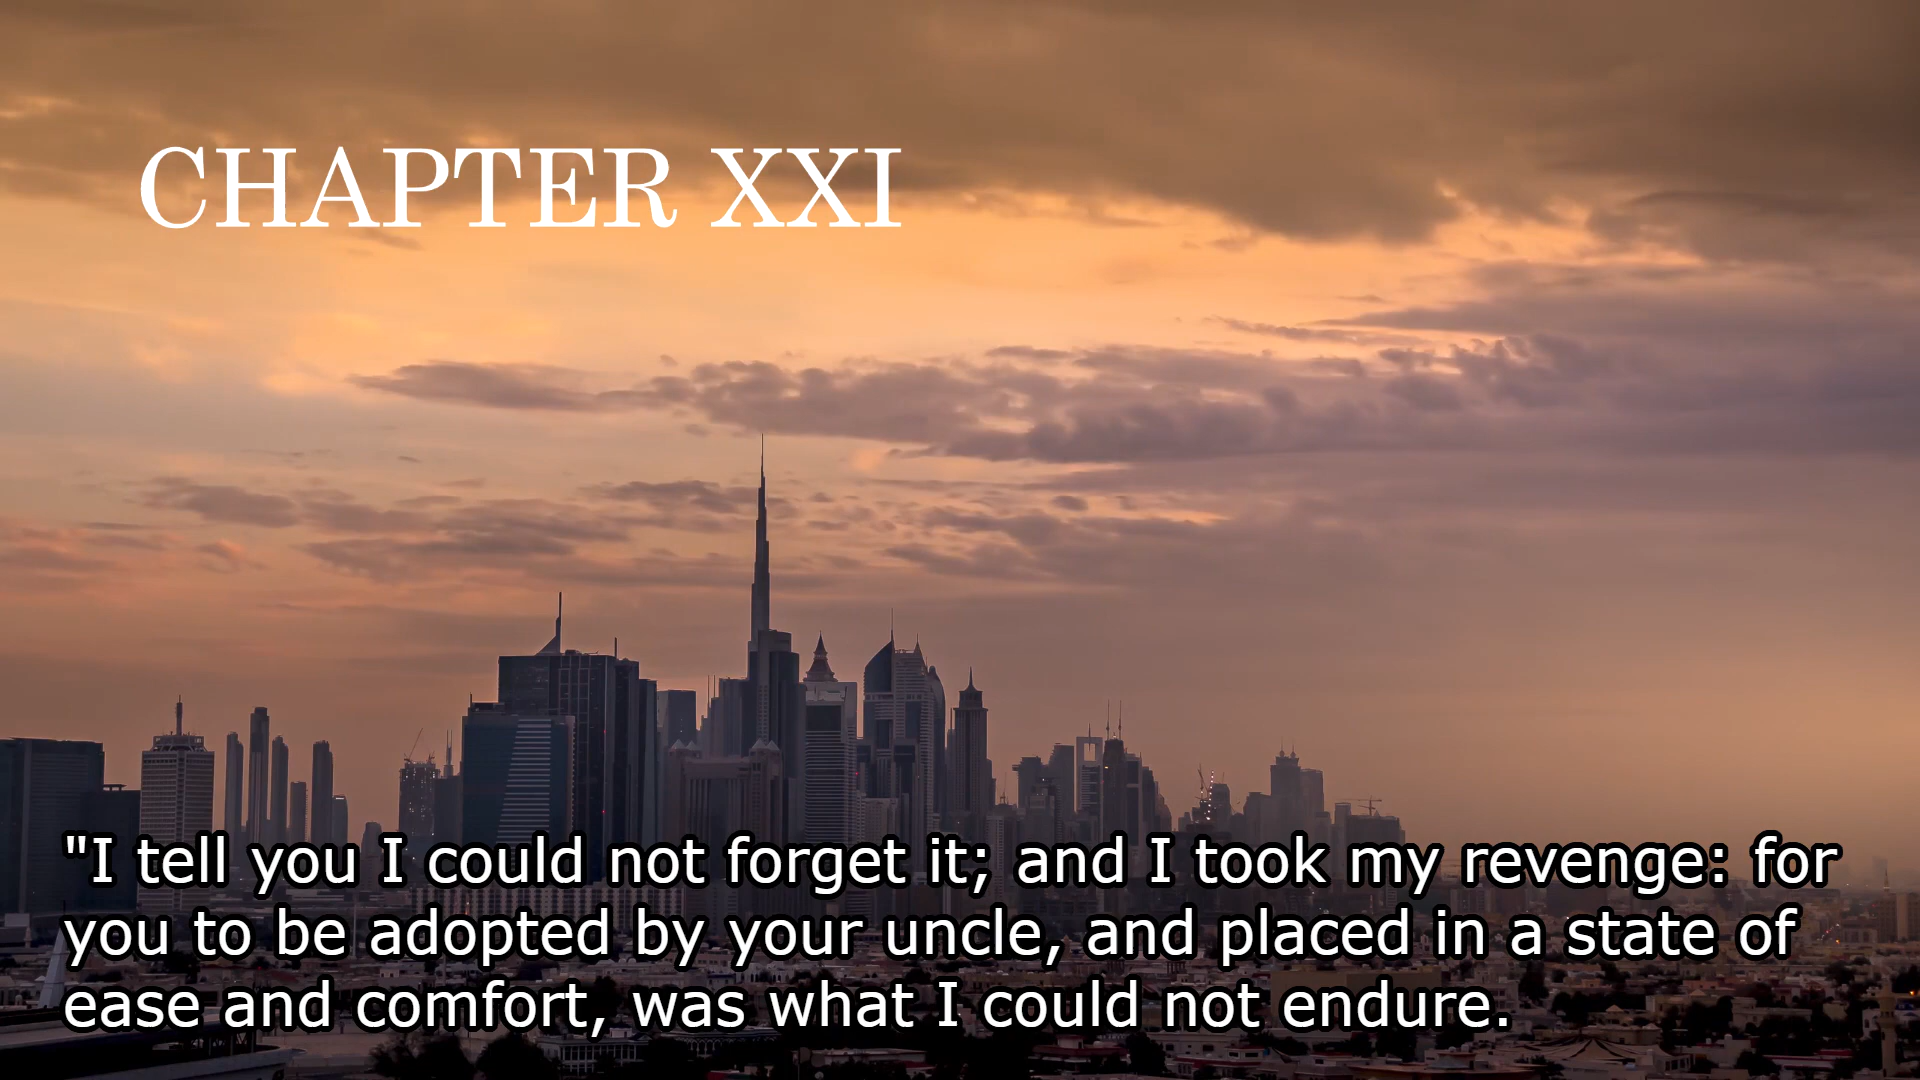 CHAPTER XXI
"I tell you I could not forget it; and I took my revenge: for
you to be adopted by your uncle, and placed in a state of
ease and comfort, was what I could not endure.